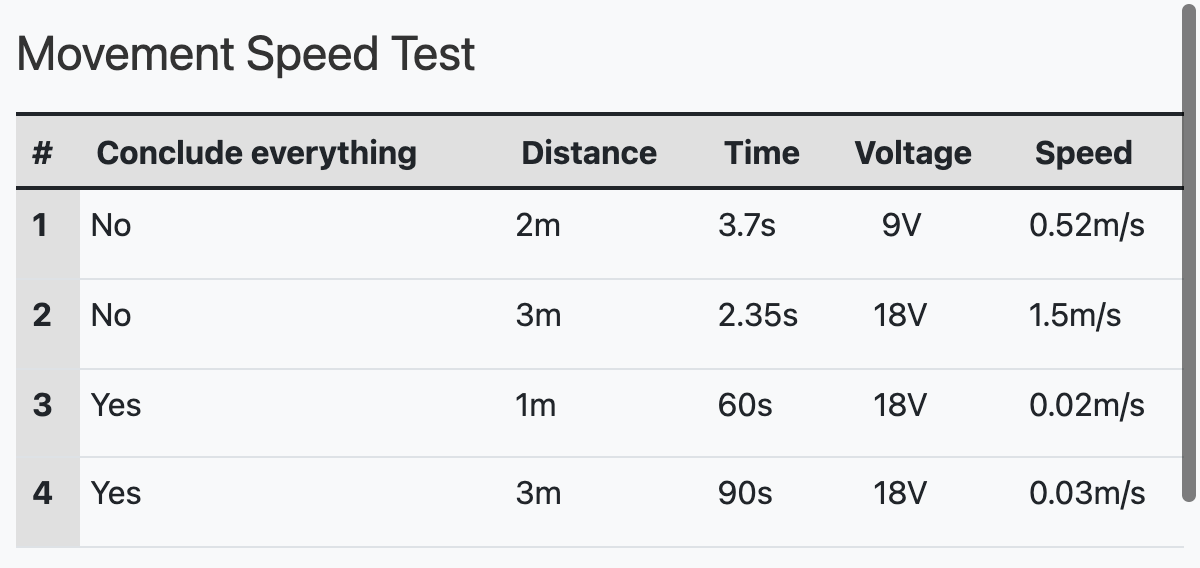 Movement Speed Test
# Conclude everything Distance Time Voltage Speed
1 No 2m 3.7s 9V 0.52m/s
2 No 3m 2.35s 18V 1.5m/s
3 Yes 1m 60s 18V 0.02m/s
4 Yes 3m 90s 18V 0.03m/s